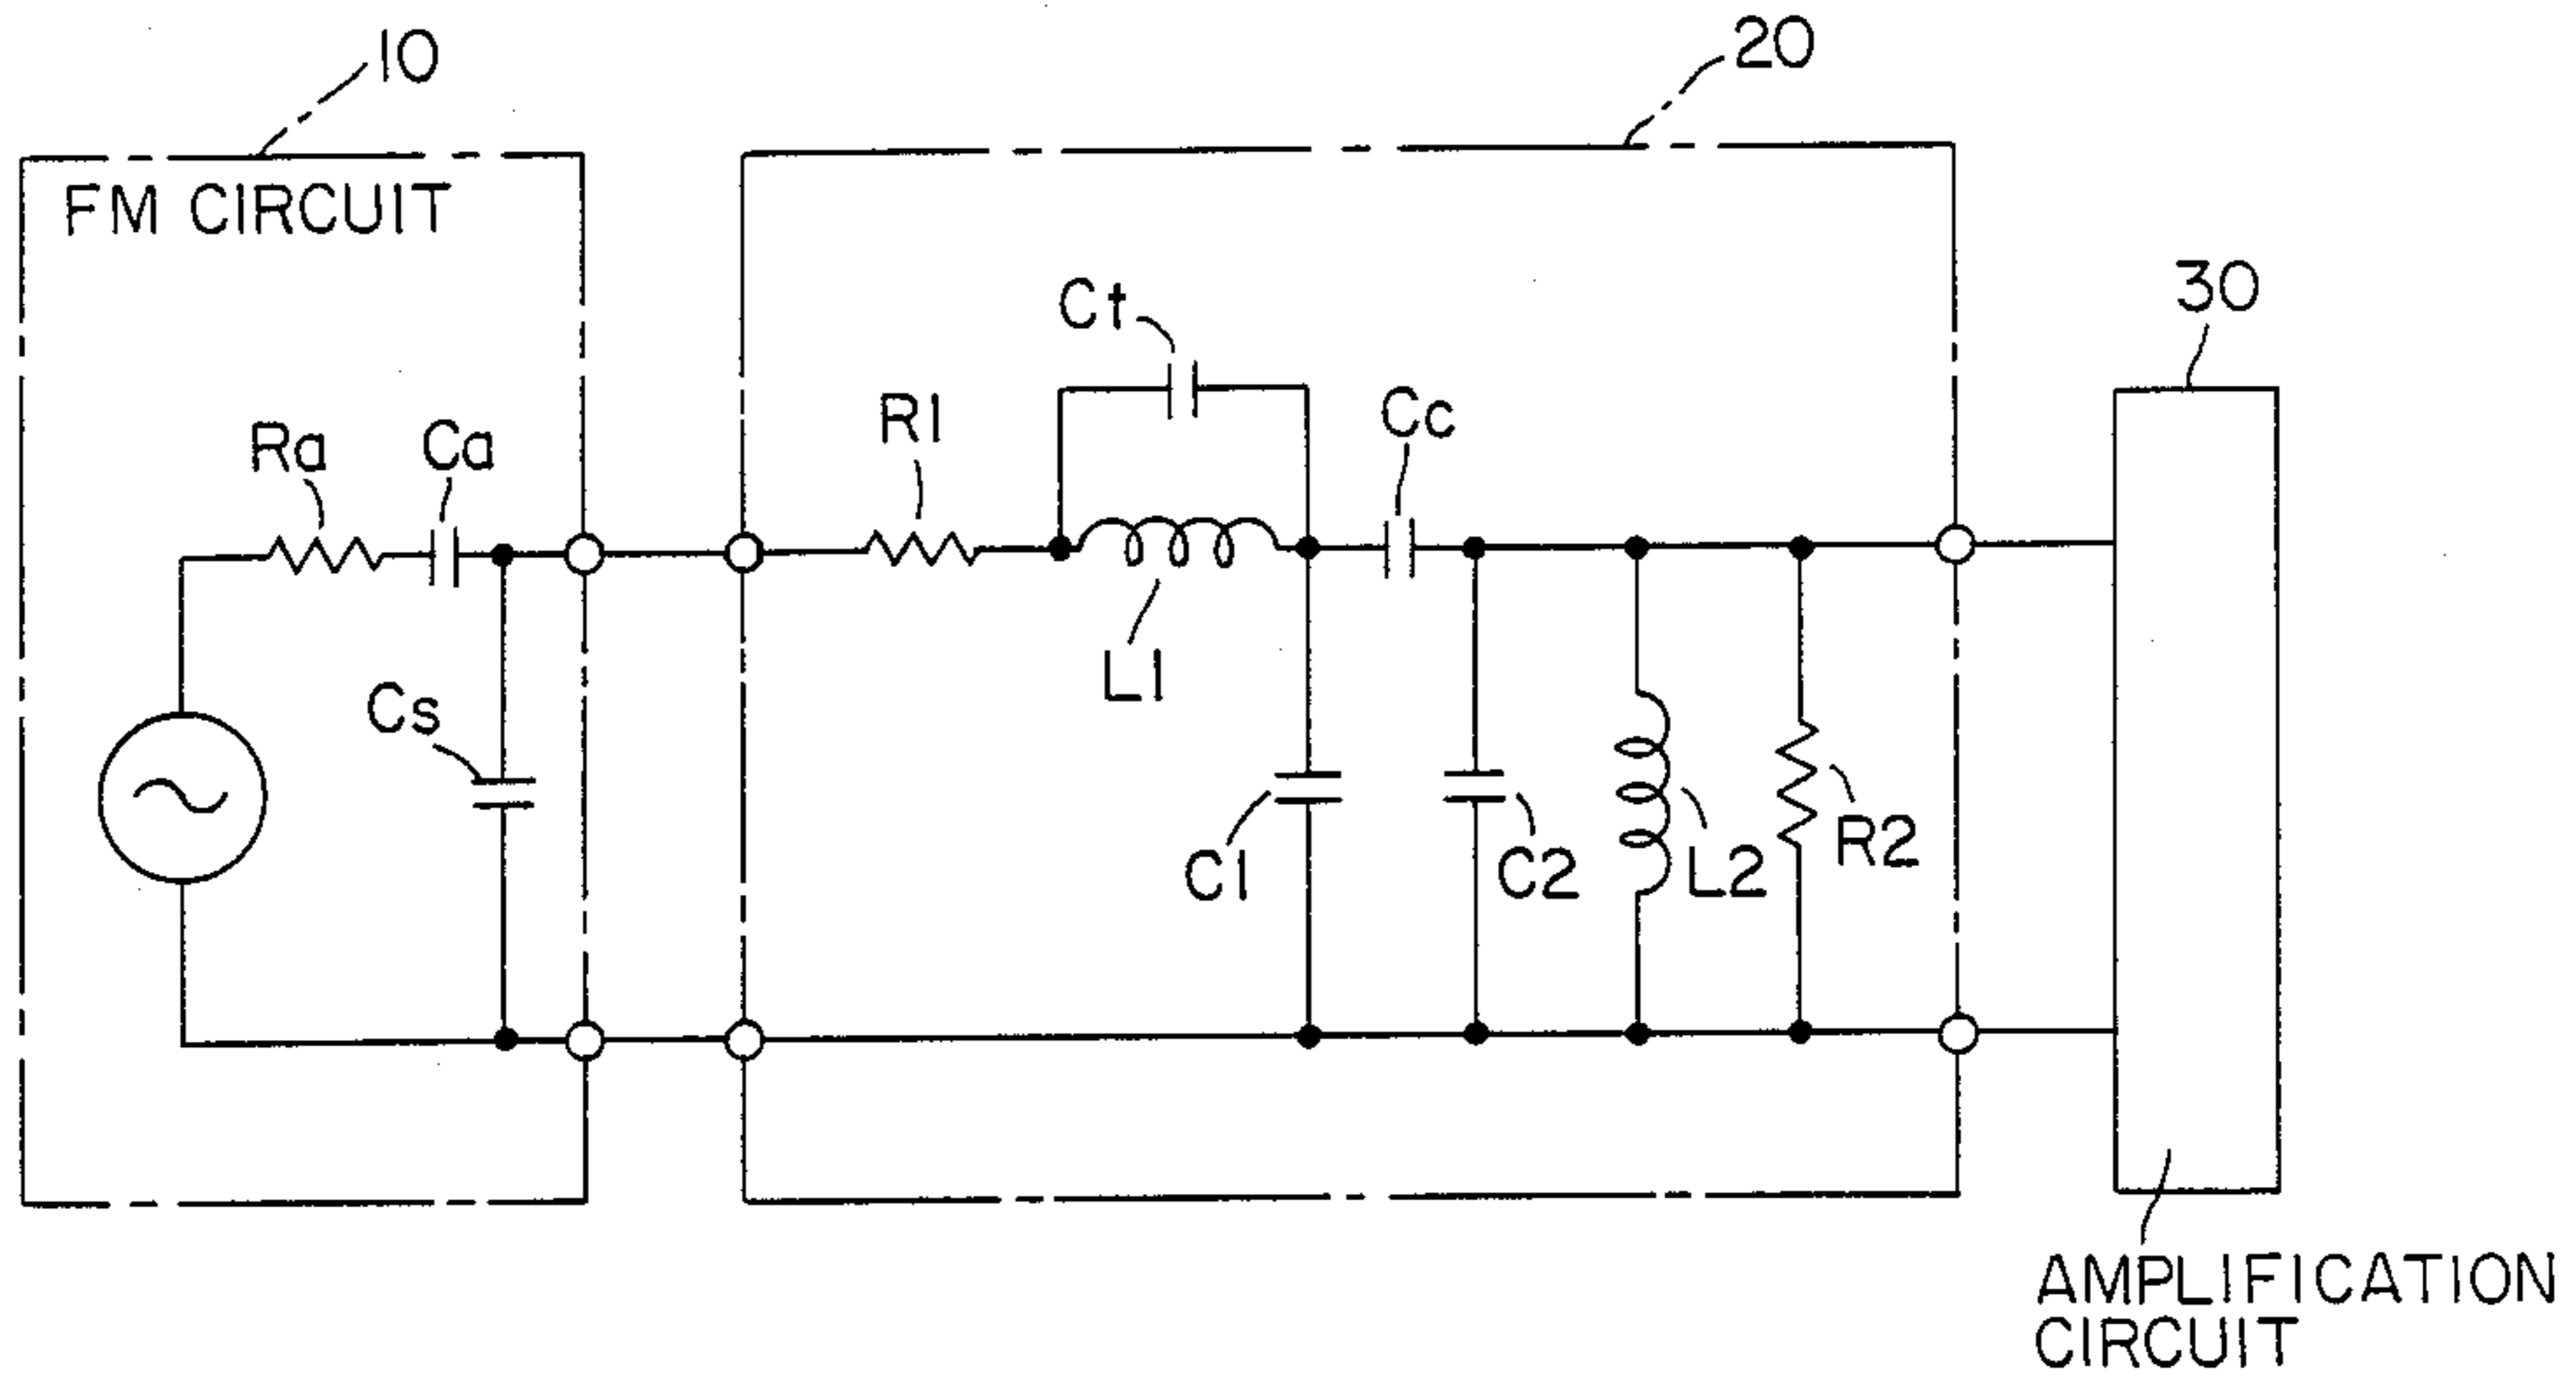 10
20
FM CIRCUIT
30
Ct
R1
Cc
Ra
Ca
L1
Cs
C1
C2
L2
R2
AMPLIFICATION
CIRCUIT